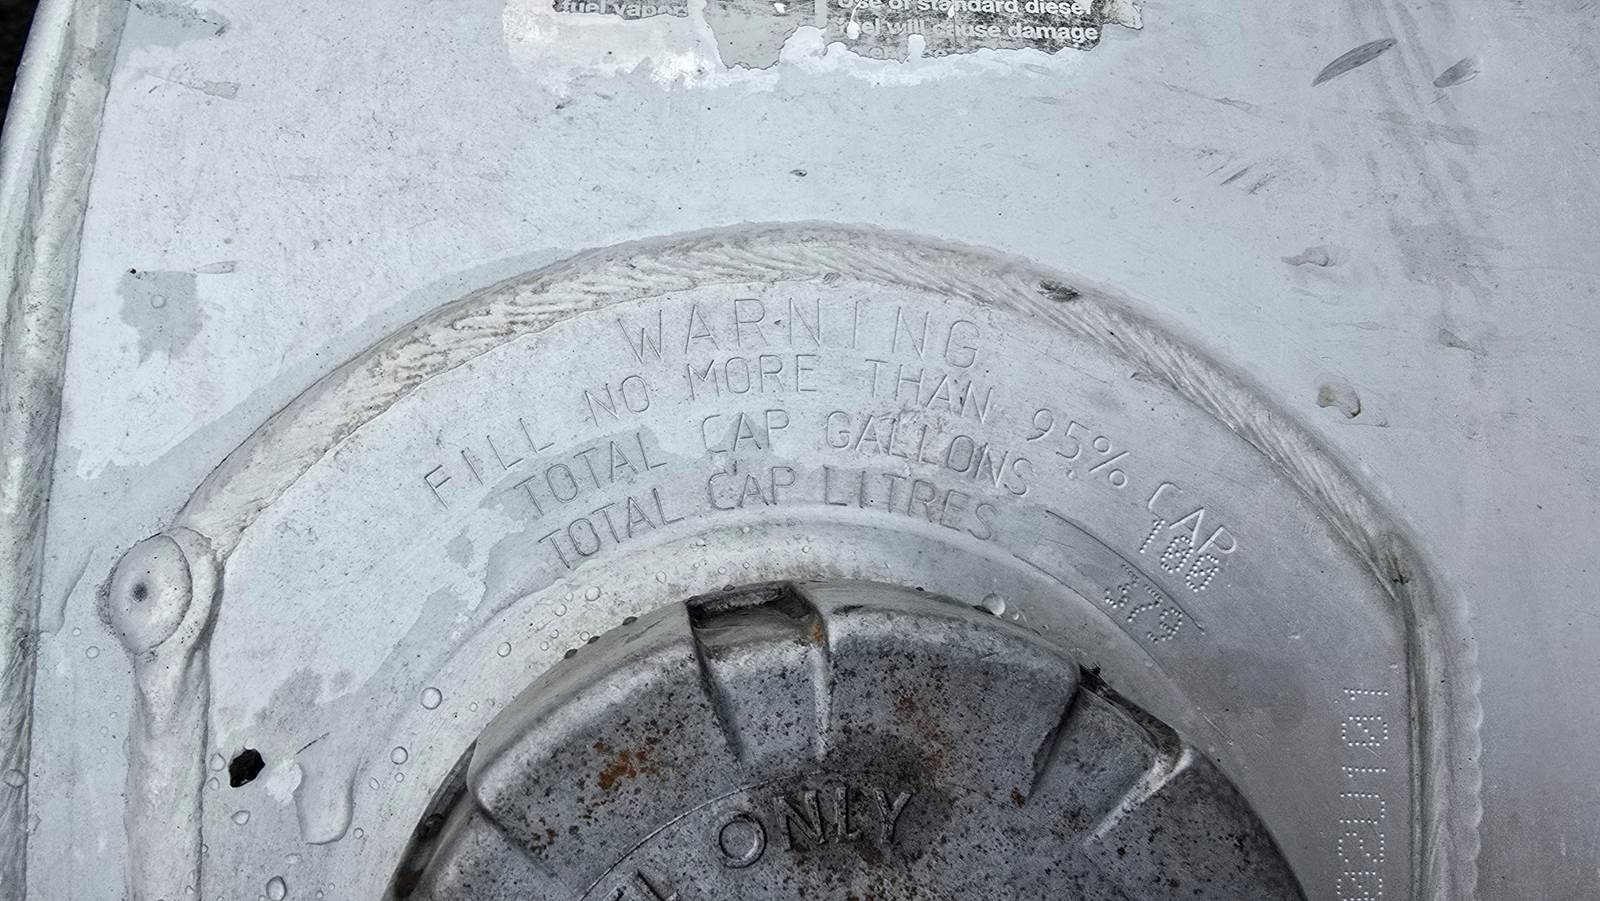 fuel vapor
use of standard diesel
fuel will cause damage
WARNING
FILL NO MORE THAN 95% CAP
TOTAL CAP GALLONS 100
TOTAL CAP LITRES 379
ONLY